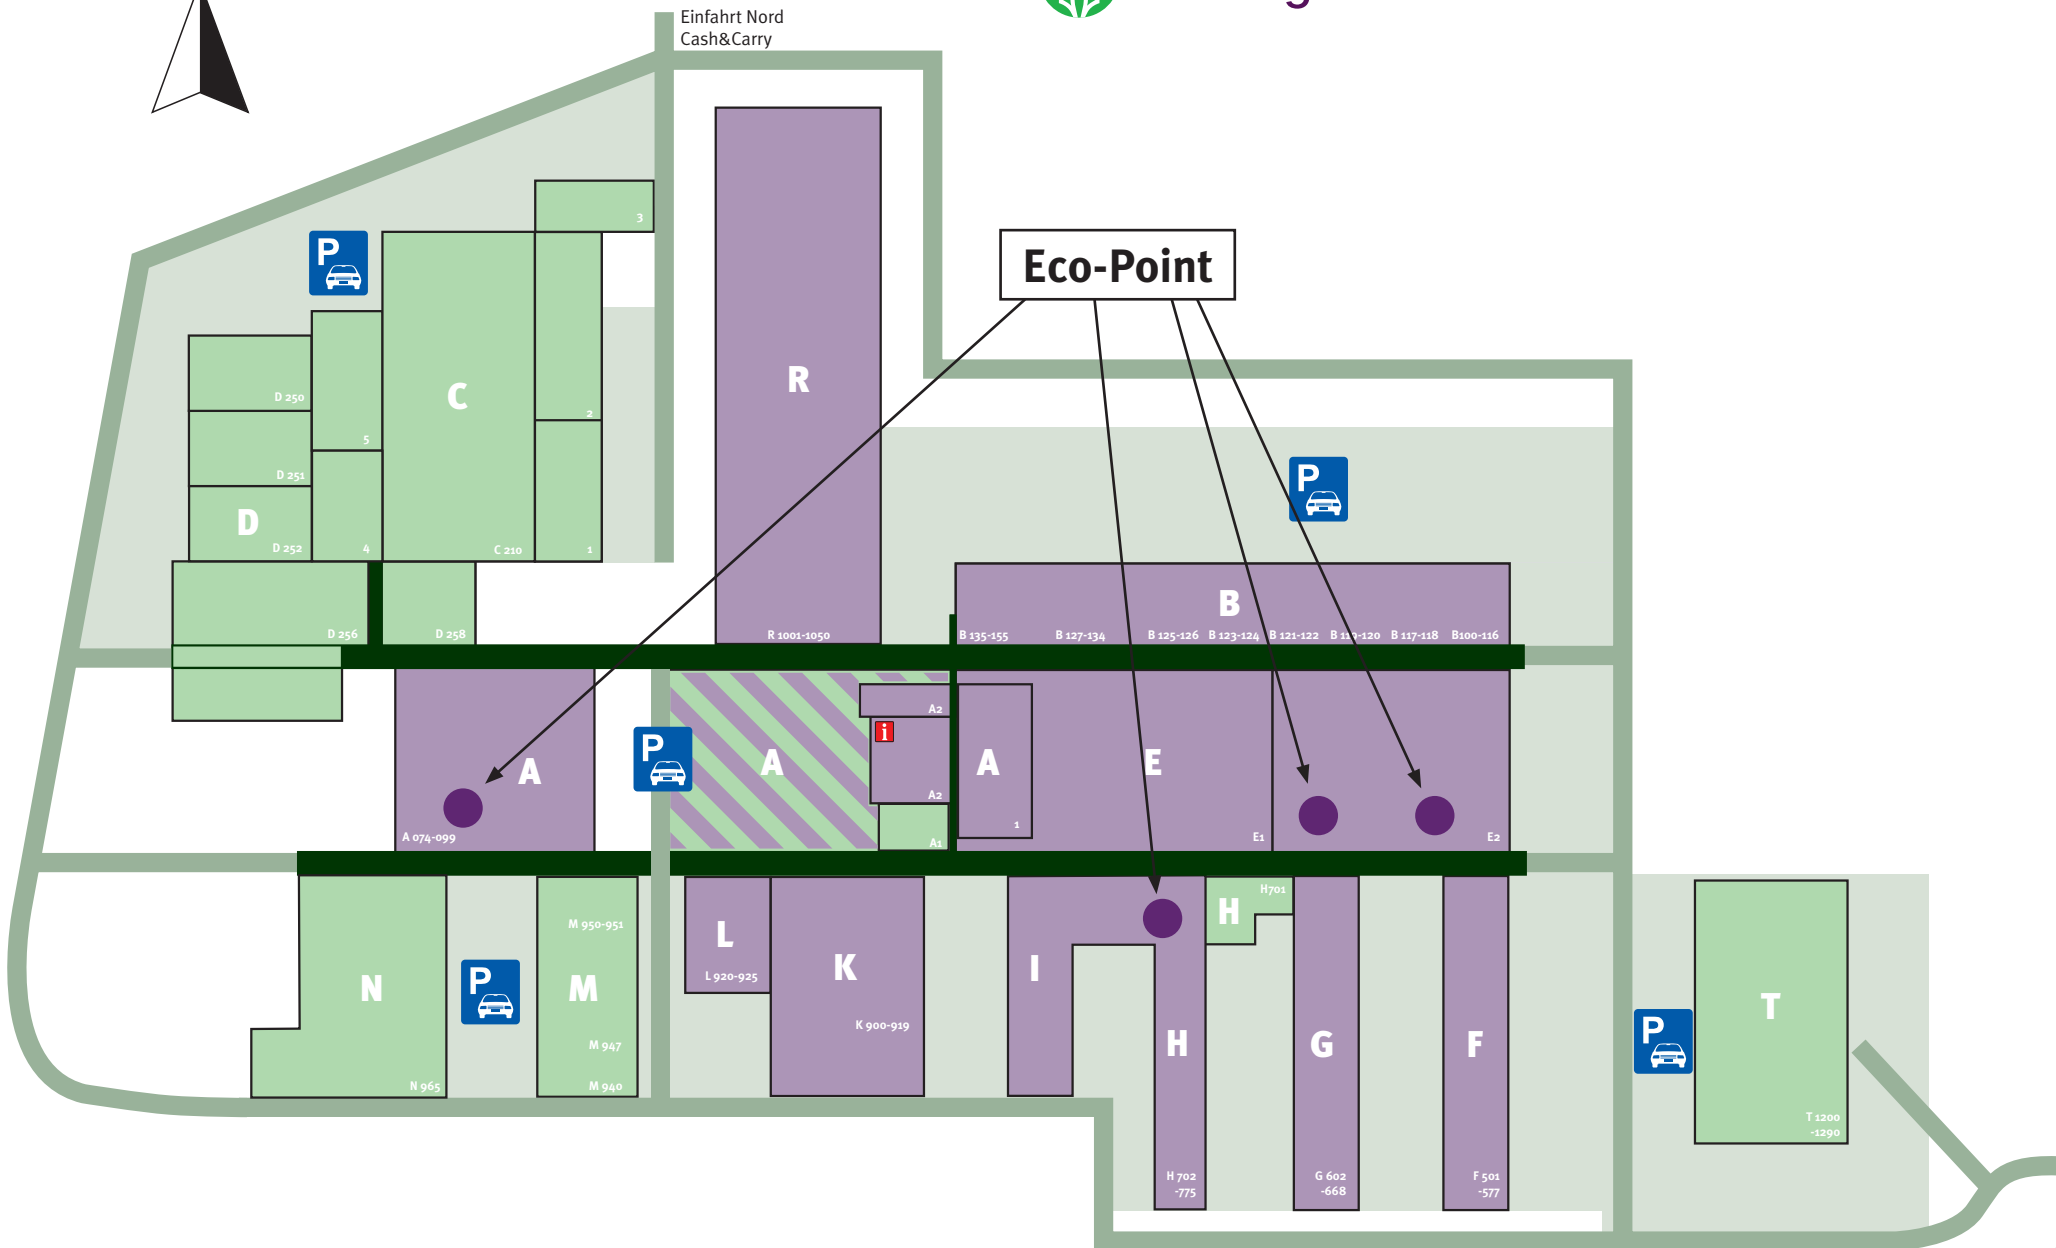 Einfahrt Nord
Cash&Carry
g
3
P
Eco-Point
C
R
D 250
2
5
D 251
P
D
D 252
4
C 210
1
B
D 256
D 258
R 1001-1050
B 135-155
B 127-134
B 125-126
B 123-124
B 121-122
B 119-120
B 117-118
B100-116
A2
i
P
A
A
A
E
A2
1
A 074-099
A1
E1
E2
H701
M 950-951
H
L
L 920-925
K
I
N
P
M
K 900-919
T
M 947
H
G
F
P
N 965
M 940
T 1200
-1290
H 702
-775
G 602
-668
F 501
-577